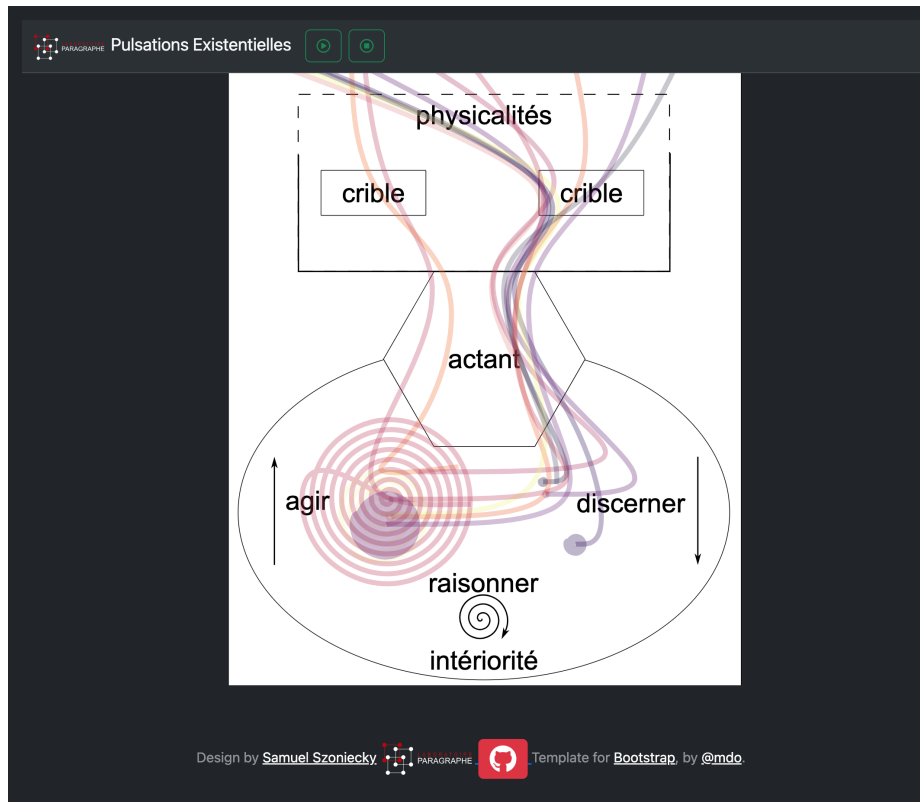 PARAGRAPHE Pulsations Existentielles
physicalités
crible crible
actant
agir
discerner
raisonner
intériorité
Design by Samuel Szoniecky LABORATOIRE PARAGRAPHE Template for Bootstrap, by @mdo.